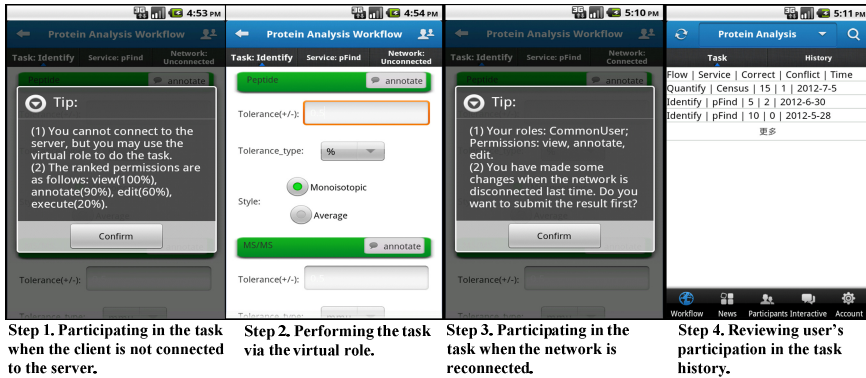 4:53 PM
Protein Analysis Workflow
Task: Identify Service: pFind Network: Unconnected
Peptide annotate
Tip:
(1) You cannot connect to the
server, but you may use the
virtual role to do the task.
(2) The ranked permissions are
as follows: view(100%),
annotate(90%), edit(60%),
execute(20%).
Confirm
Tolerance(+/-):
Step 1. Participating in the task
when the client is not connected
to the server.
4:54 PM
Protein Analysis Workflow
Task: Identify Service: pFind Network: Unconnected
Peptide annotate
Tolerance(+/-):
Tolerance_type: %
Monoisotopic
Style:
Average
MS/MS annotate
Tolerance(+/-):
Tolerance_type: mmu
Step 2. Performing the task
via the virtual role.
5:10 PM
Protein Analysis Workflow
Task: Identify Service: pFind Network: Connected
Peptide annotate
Tip:
(1) Your roles: CommonUser;
Permissions: view, annotate,
edit.
(2) You have made some
changes when the network is
disconnected last time. Do you
want to submit the result first?
Confirm
Tolerance(+/-):
Step 3. Participating in the
task when the network is
reconnected.
5:11 PM
Protein Analysis
Task History
Flow | Service | Correct | Conflict | Time
Quantify | Census | 15 | 1 | 2012-7-5
Identify | pFind | 5 | 2 | 2012-6-30
Identify | pFind | 10 | 0 | 2012-5-28
更多
Workflow News Participants Interactive Account
Step 4. Reviewing user's
participation in the task
history.